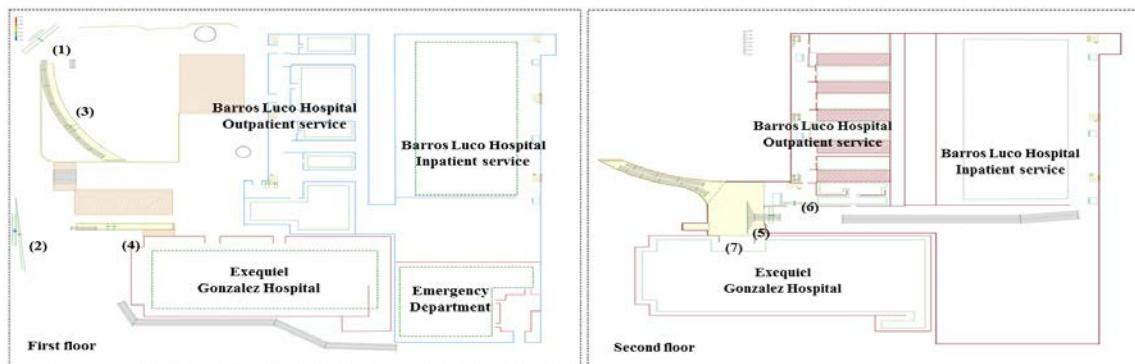 (1)
(3)
Barros Luco Hospital
Outpatient service
Barros Luco Hospital
Inpatient service
(2)
(4)
Exequiel
Gonzalez Hospital
Emergency
Department
First floor
Barros Luco Hospital
Outpatient service
Barros Luco Hospital
Inpatient service
(6)
(5)
(7)
Exequiel
Gonzalez Hospital
Second floor